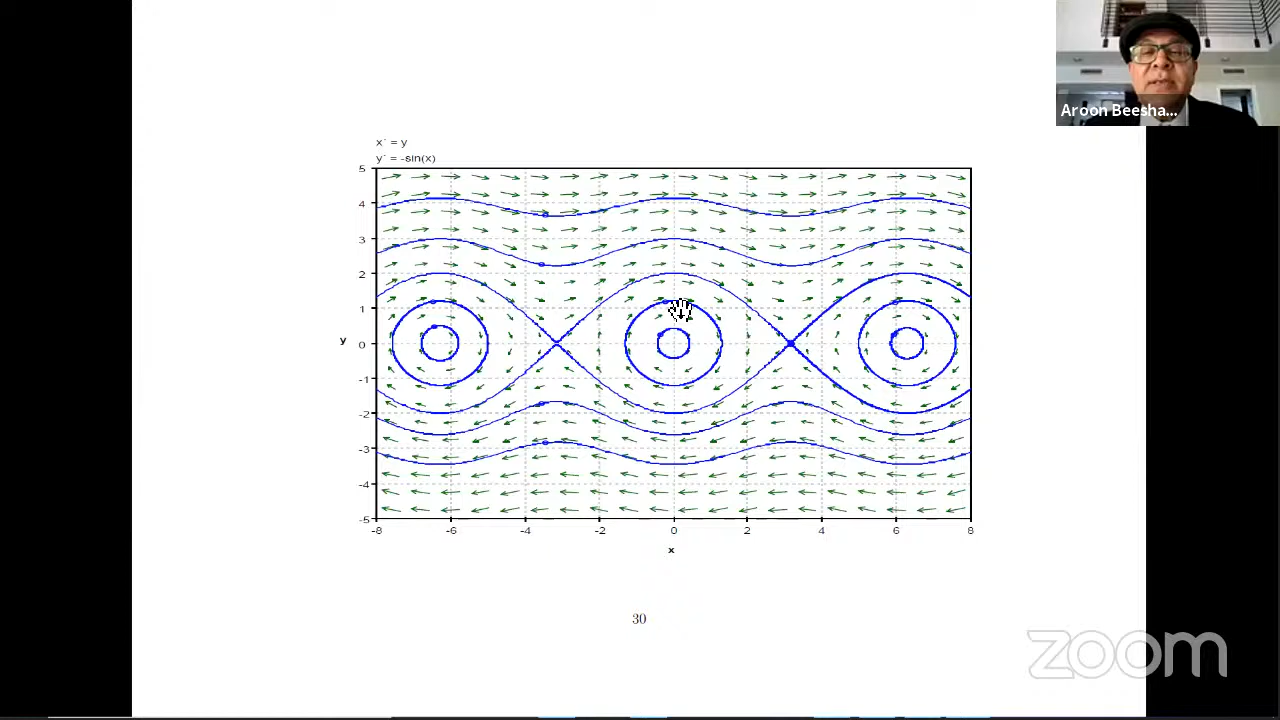 Aroon Beesha...
x´ = y
y´ = -sin(x)
5
4
3
2
1
y
0
-1
-2
-3
-4
-5
-8 -6 -4 -2 0 2 4 6 8
x
30
zoom